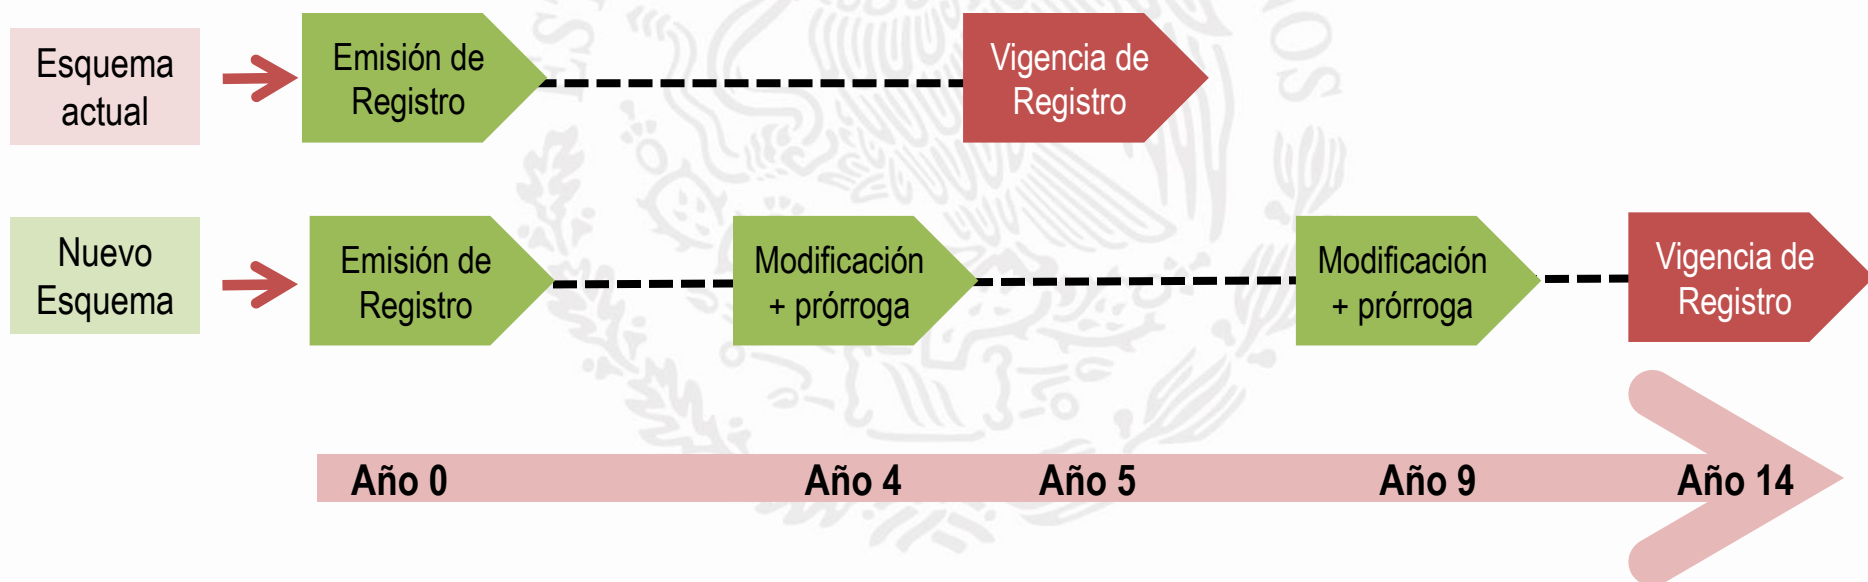 Esquema
actual
Emisión de
Registro
Vigencia de
Registro
Nuevo
Esquema
Emisión de
Registro
Modificación
+ prórroga
Modificación
+ prórroga
Vigencia de
Registro
Año 0
Año 4
Año 5
Año 9
Año 14